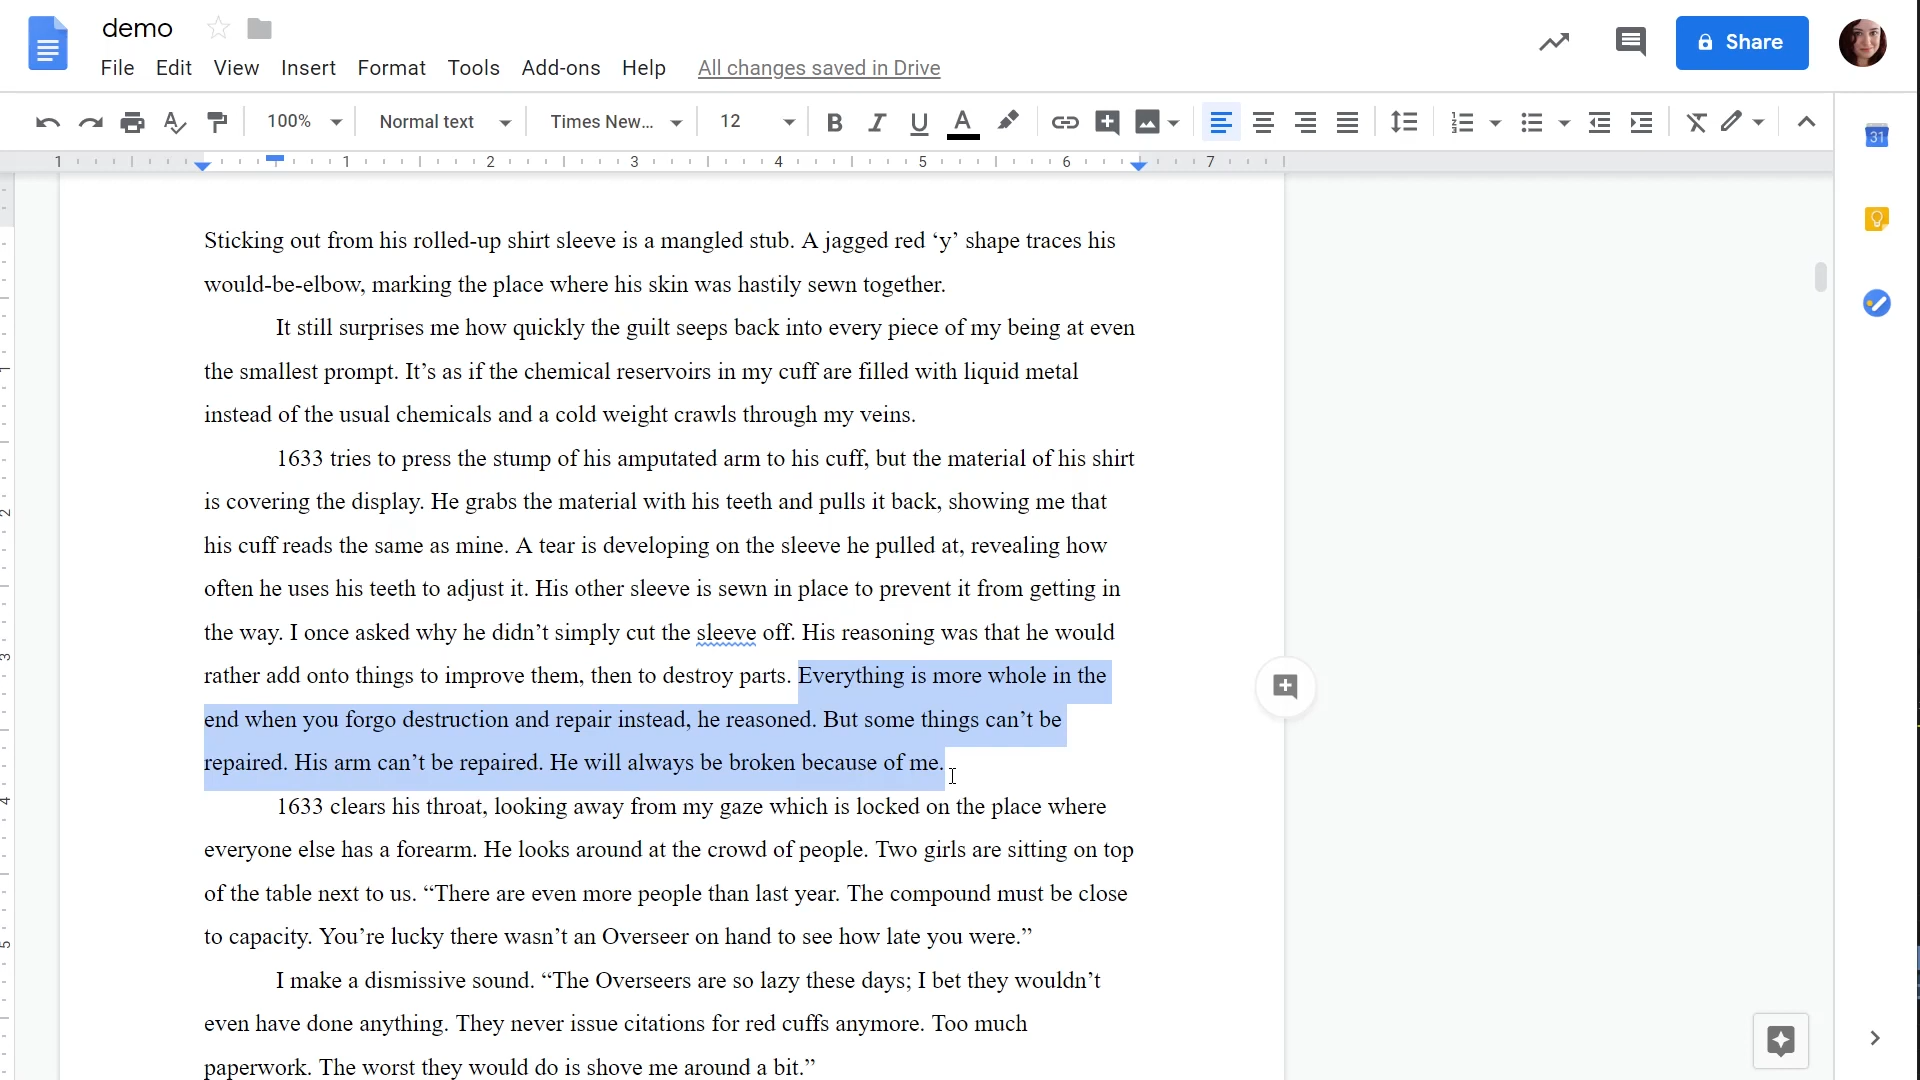 demo
File Edit View Insert Format Tools Add-ons Help All changes saved in Drive
Share
100% Normal text Times New... 12
1 1 2 3 4 5 6 7
31
Sticking out from his rolled-up shirt sleeve is a mangled stub. A jagged red ‘y’ shape traces his
would-be-elbow, marking the place where his skin was hastily sewn together.
It still surprises me how quickly the guilt seeps back into every piece of my being at even
the smallest prompt. It’s as if the chemical reservoirs in my cuff are filled with liquid metal
instead of the usual chemicals and a cold weight crawls through my veins.
1633 tries to press the stump of his amputated arm to his cuff, but the material of his shirt
is covering the display. He grabs the material with his teeth and pulls it back, showing me that
his cuff reads the same as mine. A tear is developing on the sleeve he pulled at, revealing how
often he uses his teeth to adjust it. His other sleeve is sewn in place to prevent it from getting in
the way. I once asked why he didn’t simply cut the sleeve off. His reasoning was that he would
rather add onto things to improve them, then to destroy parts. Everything is more whole in the
end when you forgo destruction and repair instead, he reasoned. But some things can’t be
repaired. His arm can’t be repaired. He will always be broken because of me.
1633 clears his throat, looking away from my gaze which is locked on the place where
everyone else has a forearm. He looks around at the crowd of people. Two girls are sitting on top
of the table next to us. “There are even more people than last year. The compound must be close
to capacity. You’re lucky there wasn’t an Overseer on hand to see how late you were.”
I make a dismissive sound. “The Overseers are so lazy these days; I bet they wouldn’t
even have done anything. They never issue citations for red cuffs anymore. Too much
paperwork. The worst they would do is shove me around a bit.”
1
2
3
4
5